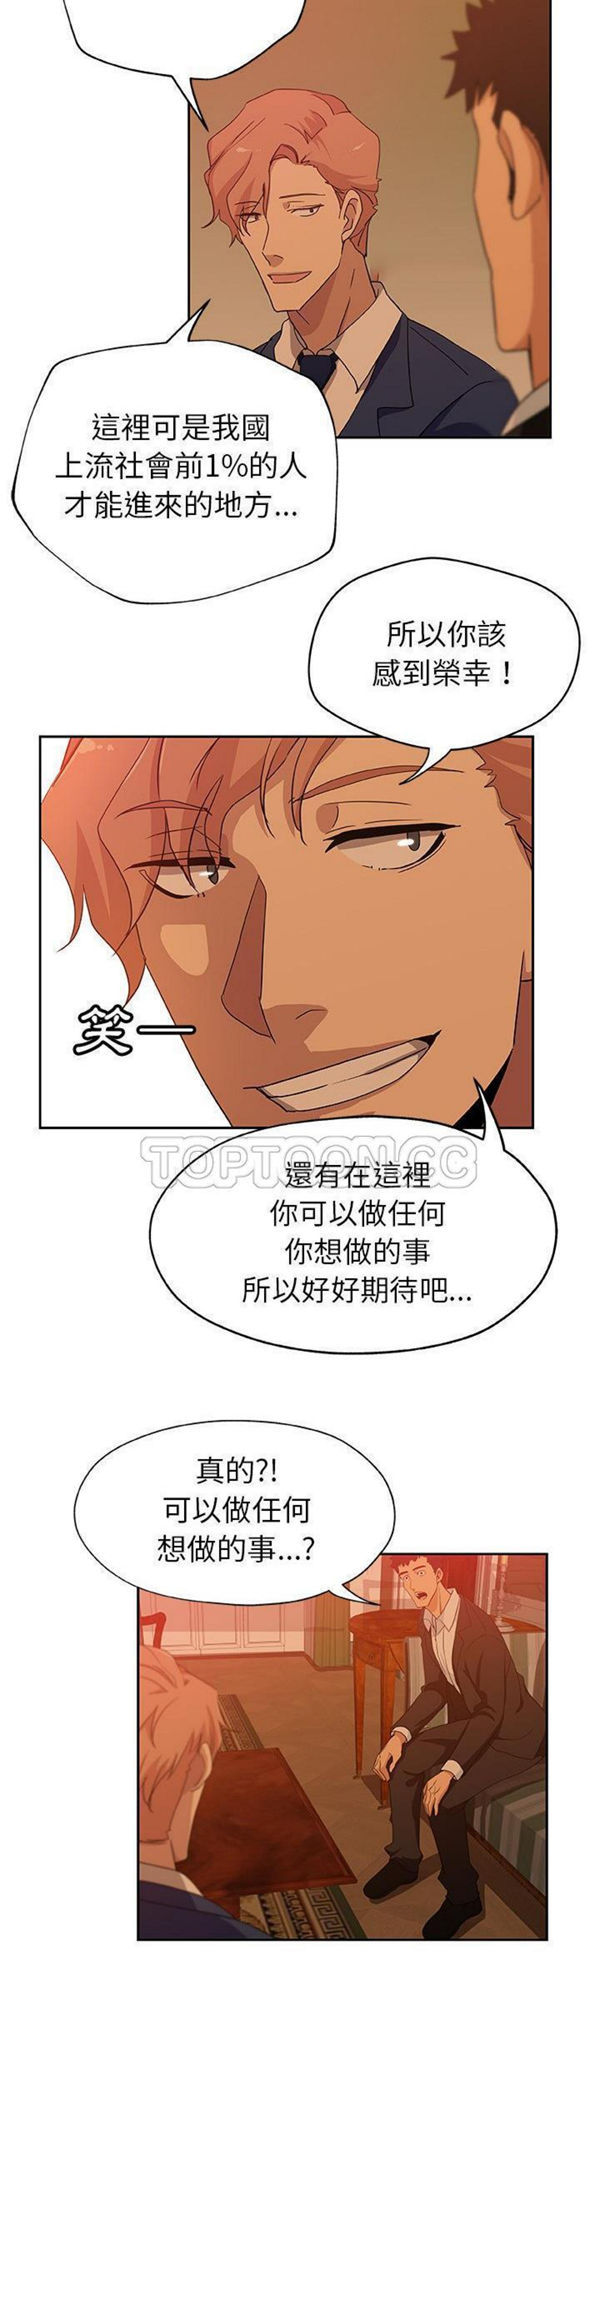 這裡可是我國
上流社會前1%的人
才能進來的地方...
所以你該
感到榮幸！
笑一
TOPTOON.CC
還有在這裡
你可以做任何
你想做的事
所以好好期待吧...
真的?!
可以做任何
想做的事...?